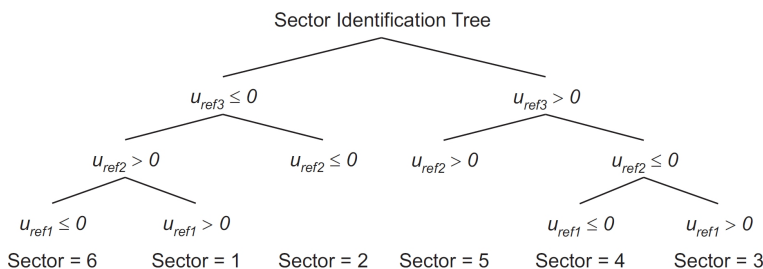 Sector Identification Tree
u_ref3 ≤ 0 u_ref3 > 0
u_ref2 > 0 u_ref2 ≤ 0 u_ref2 > 0 u_ref2 ≤ 0
u_ref1 ≤ 0 u_ref1 > 0 u_ref1 ≤ 0 u_ref1 > 0
Sector = 6 Sector = 1 Sector = 2 Sector = 5 Sector = 4 Sector = 3